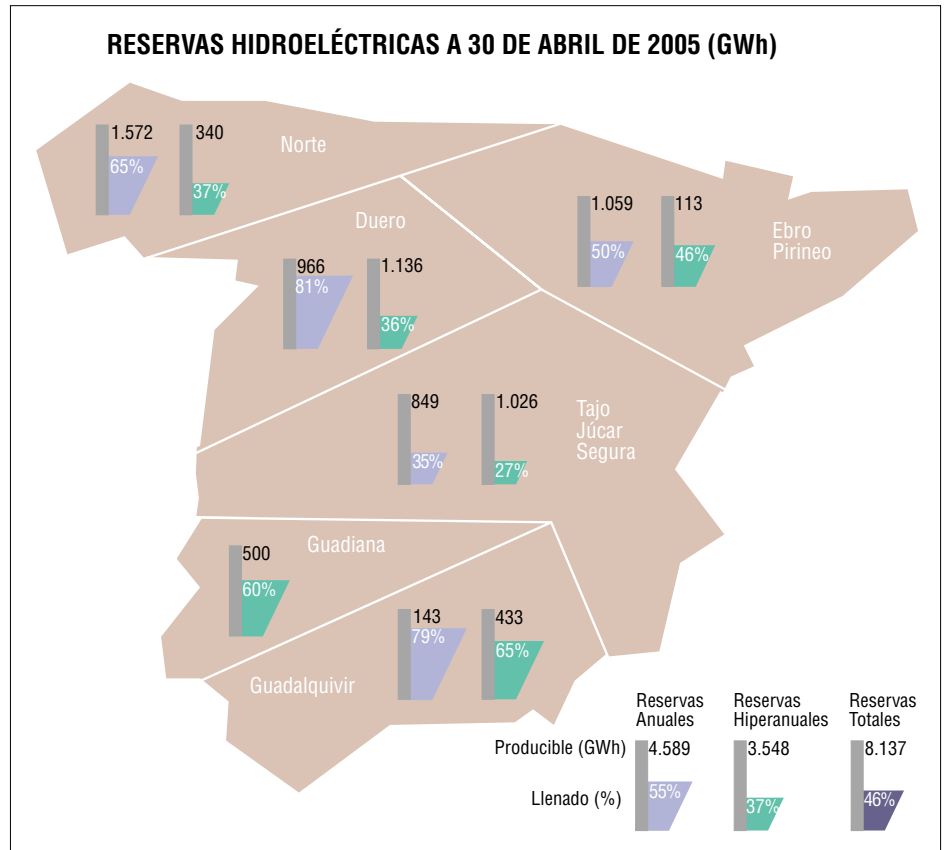 RESERVAS HIDROELÉCTRICAS A 30 DE ABRIL DE 2005 (GWh)
1.572 340
65% 37%
Norte
Duero
966 1.136
81% 36%
1.059 113
50% 46%
Ebro
Pirineo
849 1.026
35% 27%
Tajo
Júcar
Segura
Guadiana
500
60%
143 433
79% 65%
Guadalquivir
Reservas Anuales
Reservas Hiperanuales
Reservas Totales
Producible (GWh) 4.589 3.548 8.137
Llenado (%) 55% 37% 46%